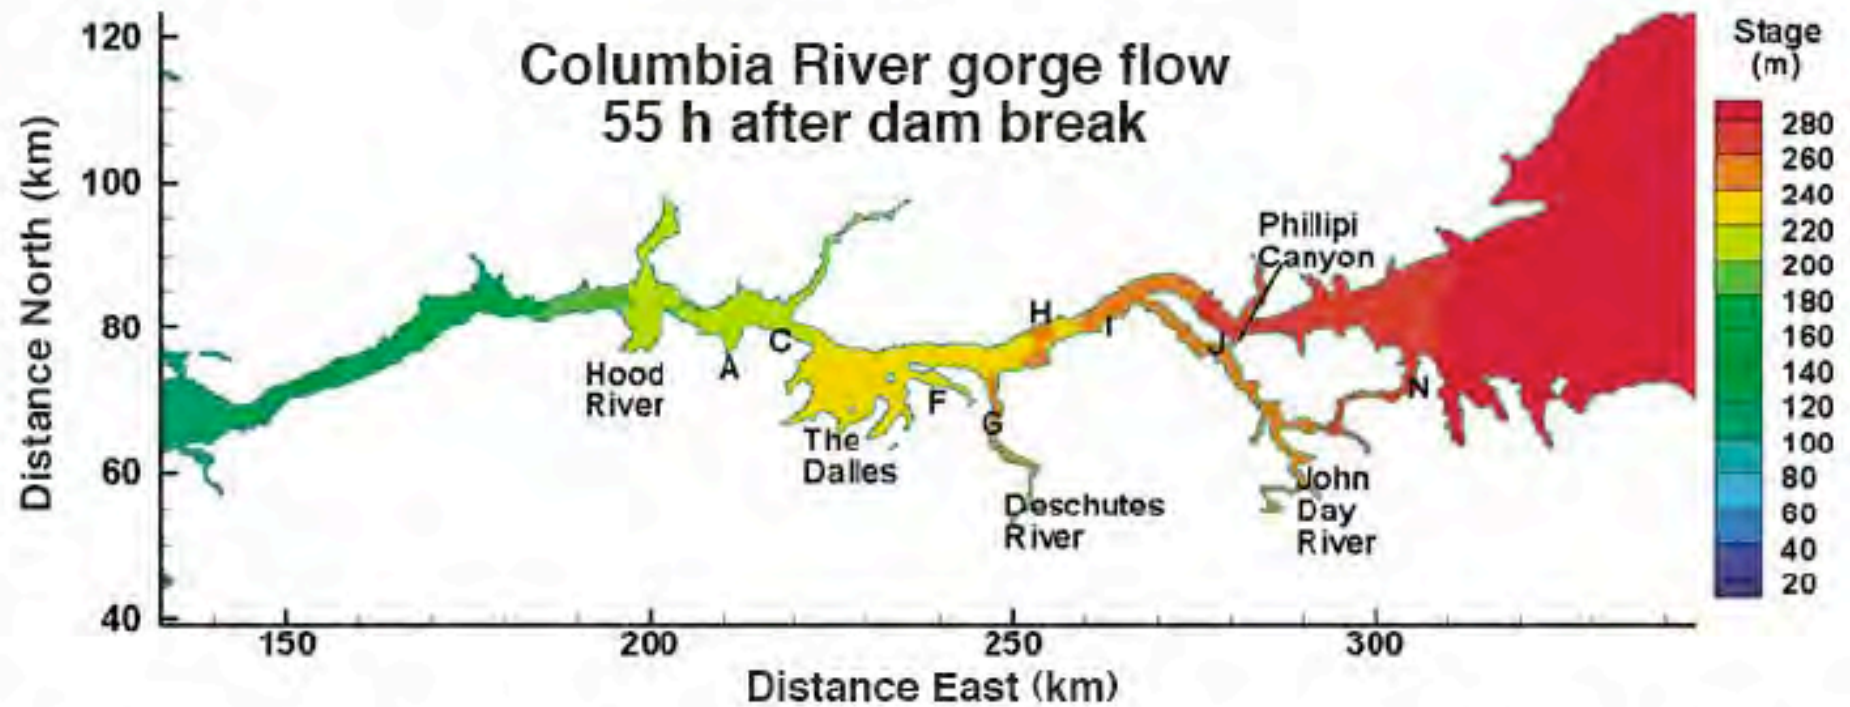 Columbia River gorge flow
55 h after dam break
Stage
(m)
280
260
240
220
200
180
160
140
120
100
80
60
40
20
Distance North (km)
120
100
80
60
40
Phillipi
Canyon
H
I
J
C
A
F
G
N
Hood
River
The
Dalles
Deschutes
River
John
Day
River
150
200
250
300
Distance East (km)